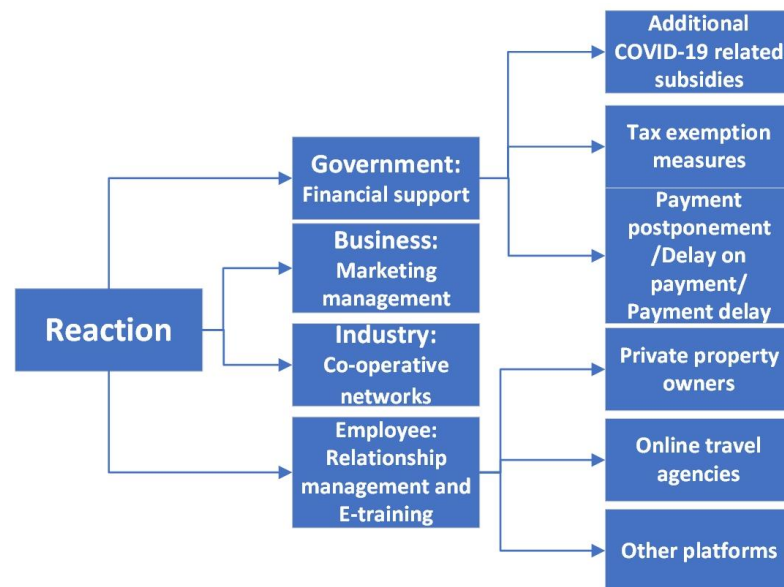 Reaction
Government:
Financial support
Business:
Marketing
management
Industry:
Co-operative
networks
Employee:
Relationship
management and
E-training
Additional
COVID-19 related
subsidies
Tax exemption
measures
Payment
postponement
/Delay on
payment/
Payment delay
Private property
owners
Online travel
agencies
Other platforms